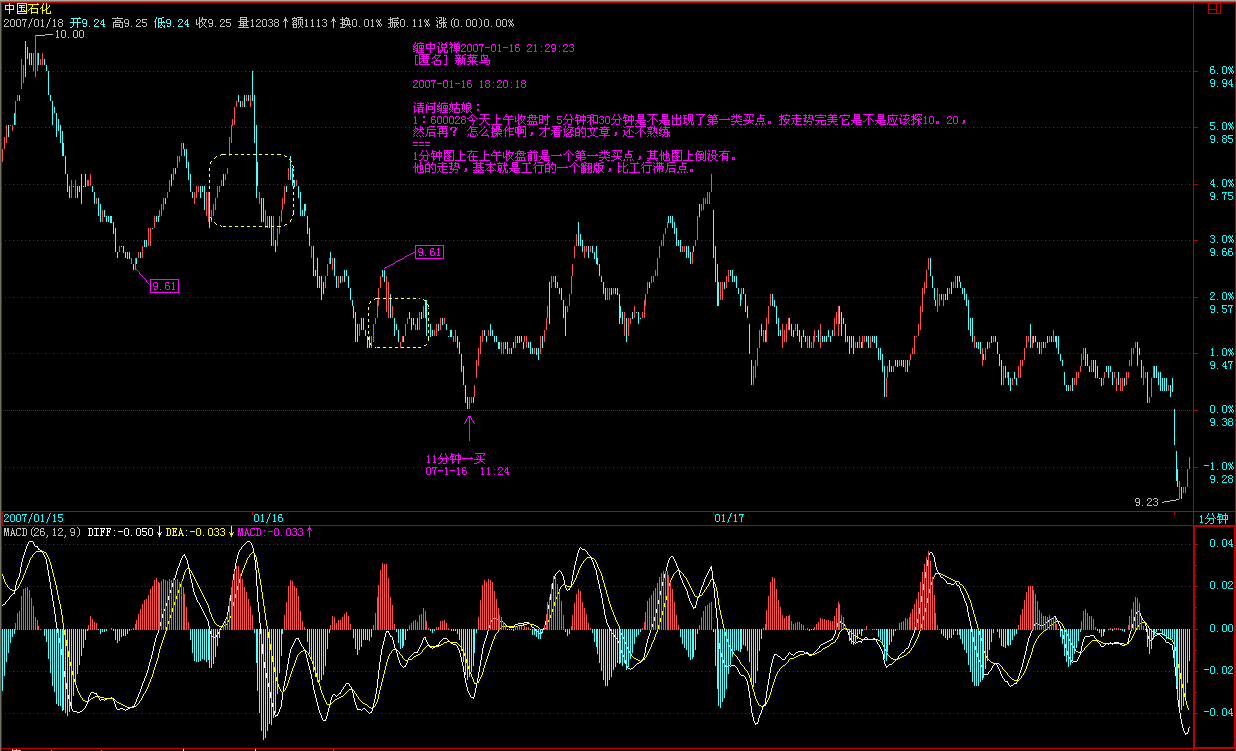 中国石化
2007/01/18 开9.24 高9.25 低9.24 收9.25 量12038↑额1113↑换0.01% 振0.11% 涨(0.00)0.00%
10.00
缠中说禅2007-01-16 21:29:23
[匿名] 新菜鸟
2007-01-16 18:20:18
请问缠姑娘：
1：600028今天上午收盘时 5分钟和30分钟是不是出现了第一类买点。按走势完美它是不是应该探10。20，
然后再? 怎么操作啊，才看您的文章，还不熟练
===
1分钟图上在上午收盘前是一个第一类买点，其他图上倒没有。
他的走势，基本就是工行的一个翻版，比工行滞后点。
6.0%
9.94
5.0%
9.85
4.0%
9.75
3.0%
9.66
2.0%
9.57
1.0%
9.47
0.0%
9.38
-1.0%
9.28
9.61
9.61
11分钟一买
07-1-16 11:24
9.23
2007/01/15 01/16 01/17 1分钟
MACD(26,12,9) DIFF:-0.050↓DEA:-0.033↓MACD:-0.033↑
0.04
0.02
0.00
-0.02
-0.04